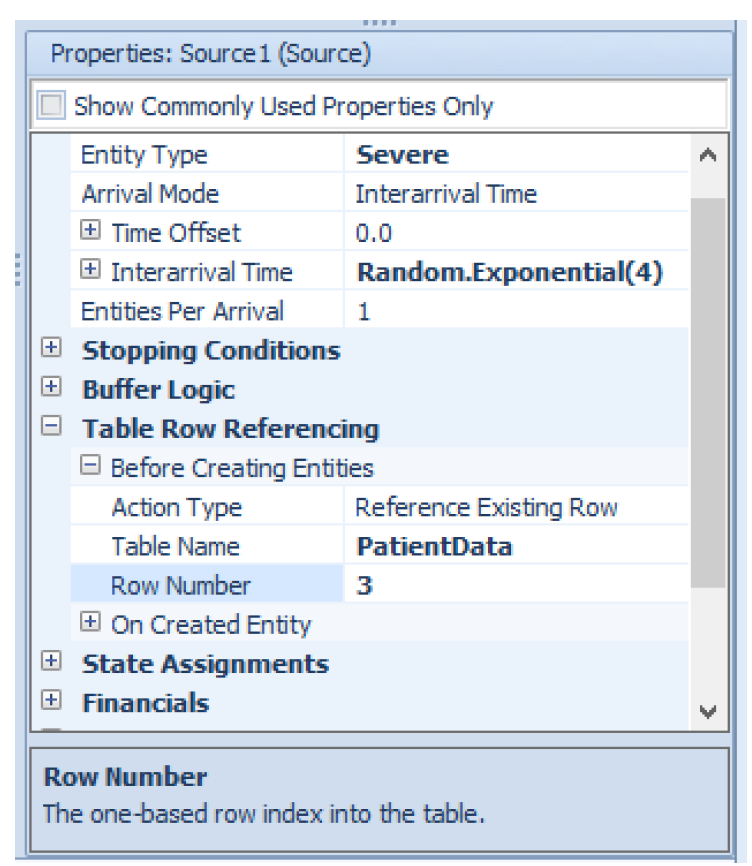 Properties: Source1 (Source)
Show Commonly Used Properties Only
Entity Type Severe
Arrival Mode Interarrival Time
Time Offset 0.0
Interarrival Time Random.Exponential(4)
Entities Per Arrival 1
Stopping Conditions
Buffer Logic
Table Row Referencing
Before Creating Entities
Action Type Reference Existing Row
Table Name PatientData
Row Number 3
On Created Entity
State Assignments
Financials
Row Number
The one-based row index into the table.